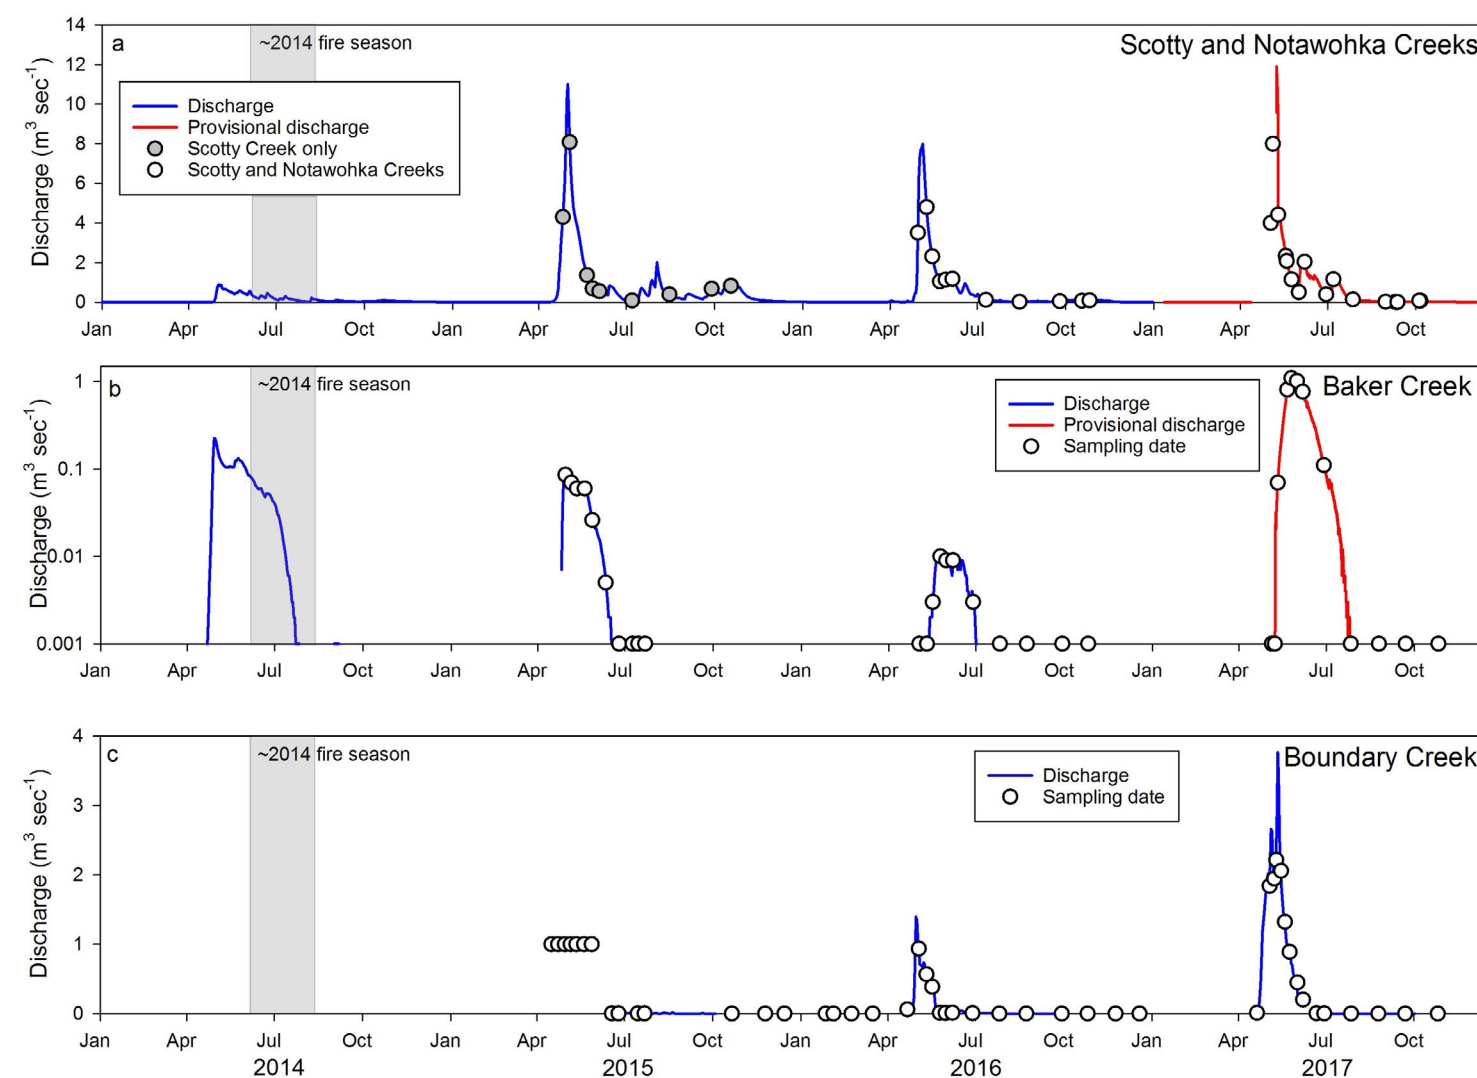 a
~2014 fire season
Scotty and Notawohka Creeks
Discharge (m³ sec⁻¹)
14
12
10
8
6
4
2
0
Discharge
Provisional discharge
Scotty Creek only
Scotty and Notawohka Creeks
Jan Apr Jul Oct Jan Apr Jul Oct Jan Apr Jul Oct Jan Apr Jul Oct
b
~2014 fire season
Baker Creek
Discharge (m³ sec⁻¹)
1
0.1
0.01
0.001
Discharge
Provisional discharge
Sampling date
Jan Apr Jul Oct Jan Apr Jul Oct Jan Apr Jul Oct Jan Apr Jul Oct
c
~2014 fire season
Boundary Creek
Discharge (m³ sec⁻¹)
4
3
2
1
0
Discharge
Sampling date
Jan Apr Jul Oct Jan Apr Jul Oct Jan Apr Jul Oct Jan Apr Jul Oct
2014 2015 2016 2017